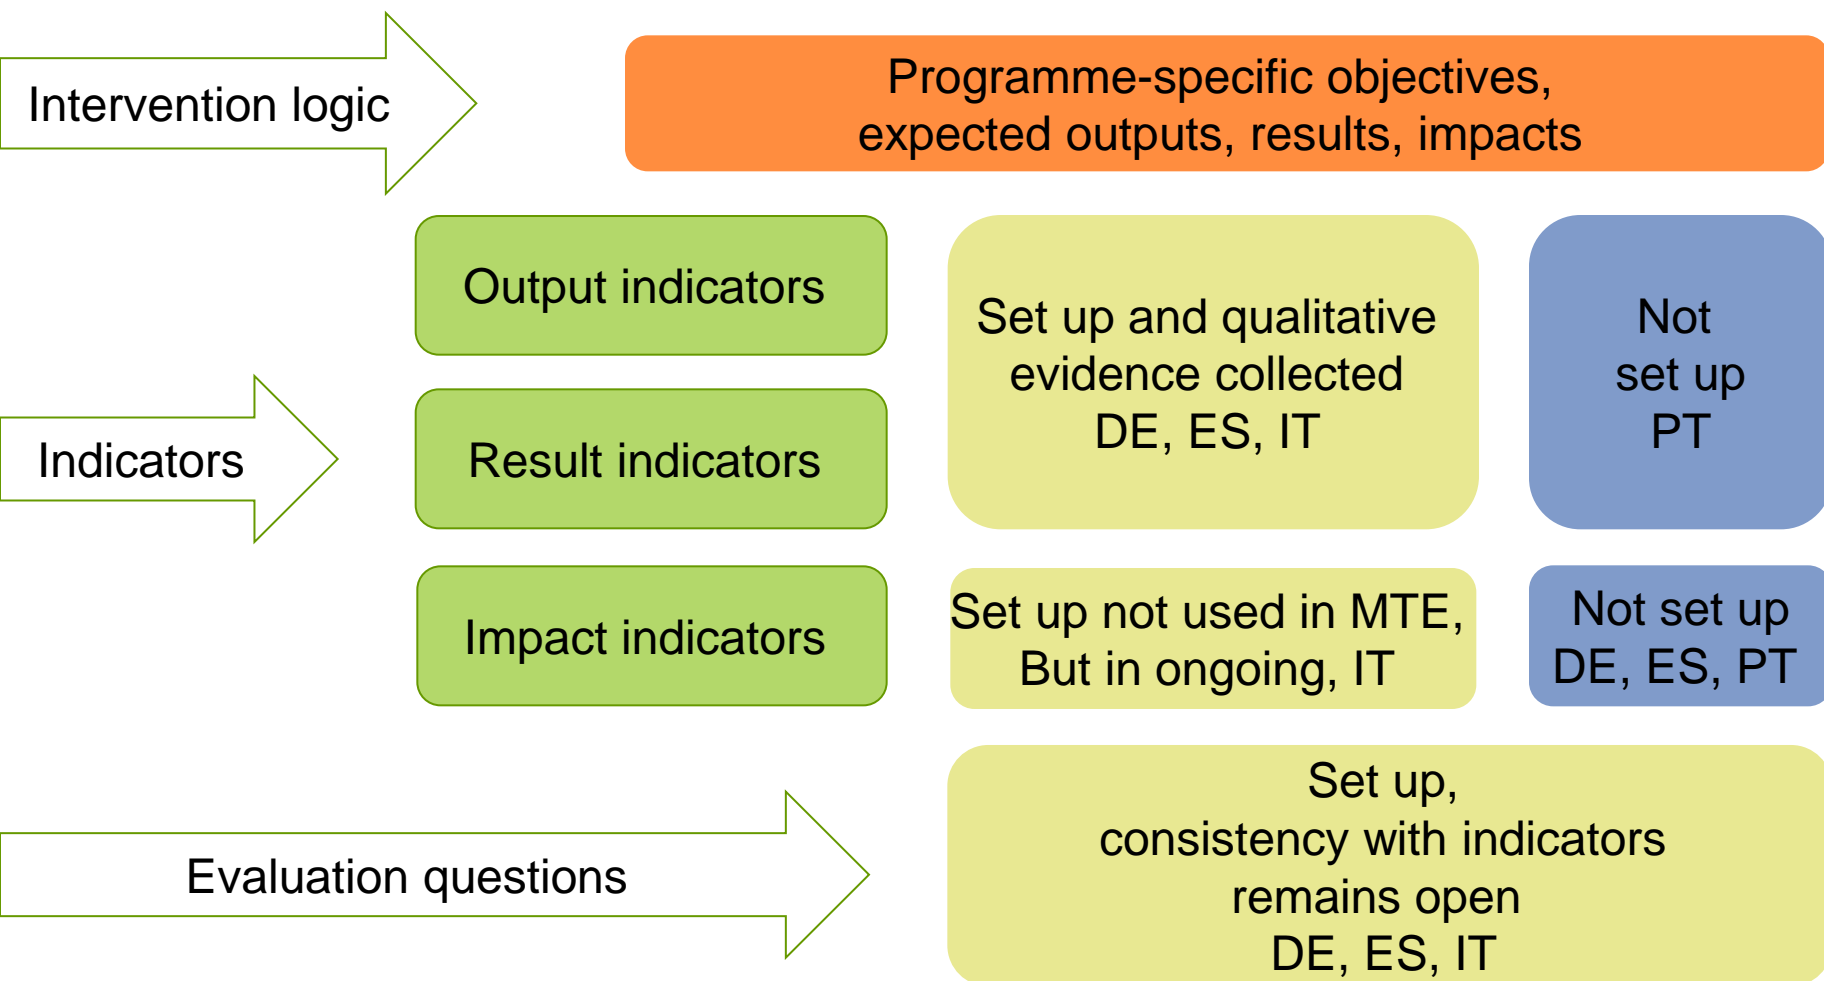 Intervention logic
Programme-specific objectives,
expected outputs, results, impacts
Indicators
Output indicators
Result indicators
Set up and qualitative
evidence collected
DE, ES, IT
Not
set up
PT
Impact indicators
Set up not used in MTE,
But in ongoing, IT
Not set up
DE, ES, PT
Evaluation questions
Set up,
consistency with indicators
remains open
DE, ES, IT